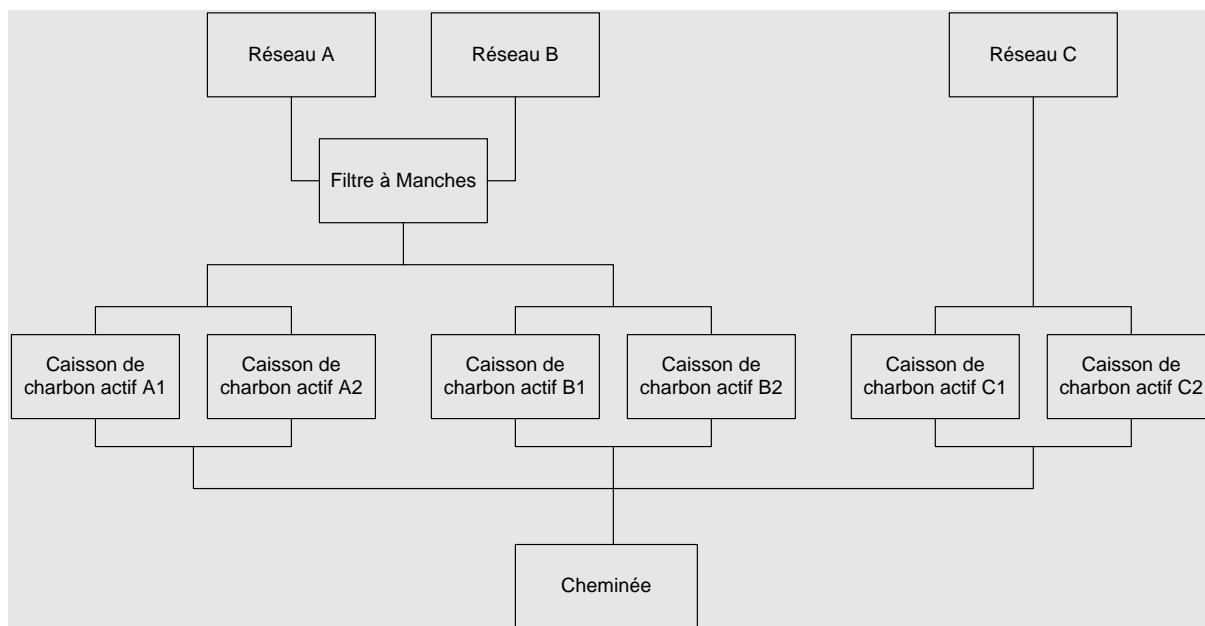 Réseau A
Réseau B
Réseau C
Filtre à Manches
Caisson de
charbon actif A1
Caisson de
charbon actif A2
Caisson de
charbon actif B1
Caisson de
charbon actif B2
Caisson de
charbon actif C1
Caisson de
charbon actif C2
Cheminée